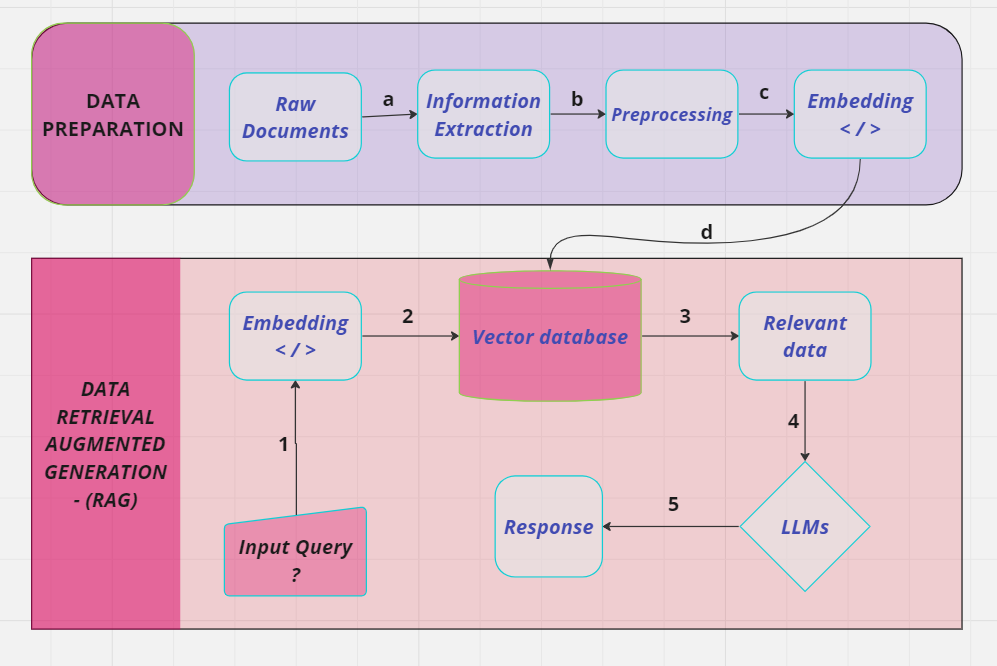 DATA
PREPARATION
Raw
Documents
a
Information
Extraction
b
Preprocessing
c
Embedding
< / >
d
DATA
RETRIEVAL
AUGMENTED
GENERATION
- (RAG)
Embedding
< / >
2
Vector database
3
Relevant
data
1
4
Input Query
?
Response
5
LLMs